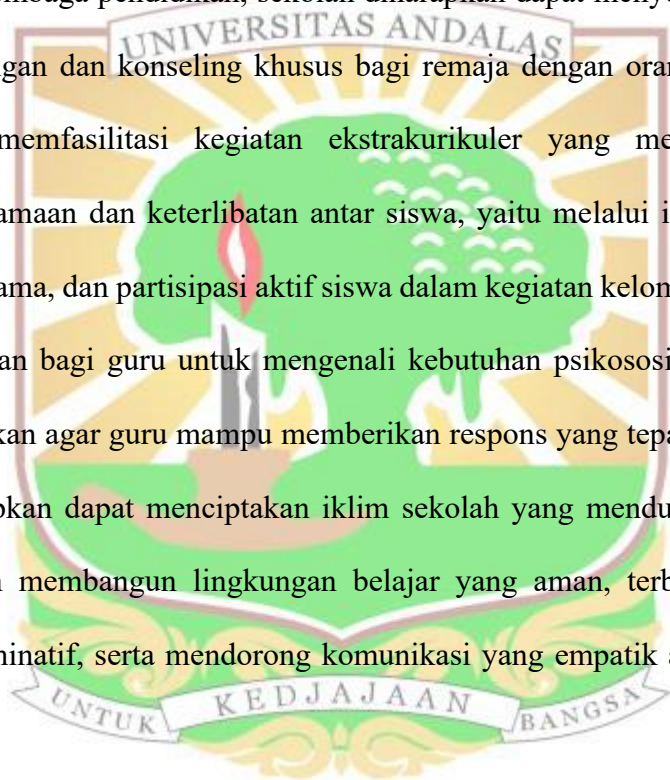 UNIVERSITAS ANDALAS
ngan dan konseling khusus bagi remaja dengan oran
memfasilitasi kegiatan ekstrakurikuler yang me
amaan dan keterlibatan antar siswa, yaitu melalui i
ama, dan partisipasi aktif siswa dalam kegiatan kelom
an bagi guru untuk mengenali kebutuhan psikososi
kan agar guru mampu memberikan respons yang tepa
pkan dapat menciptakan iklim sekolah yang mendu
membangun lingkungan belajar yang aman, terb
minatif, serta mendorong komunikasi yang empatik a
UNTUK KEDJAJAAN BANGSA